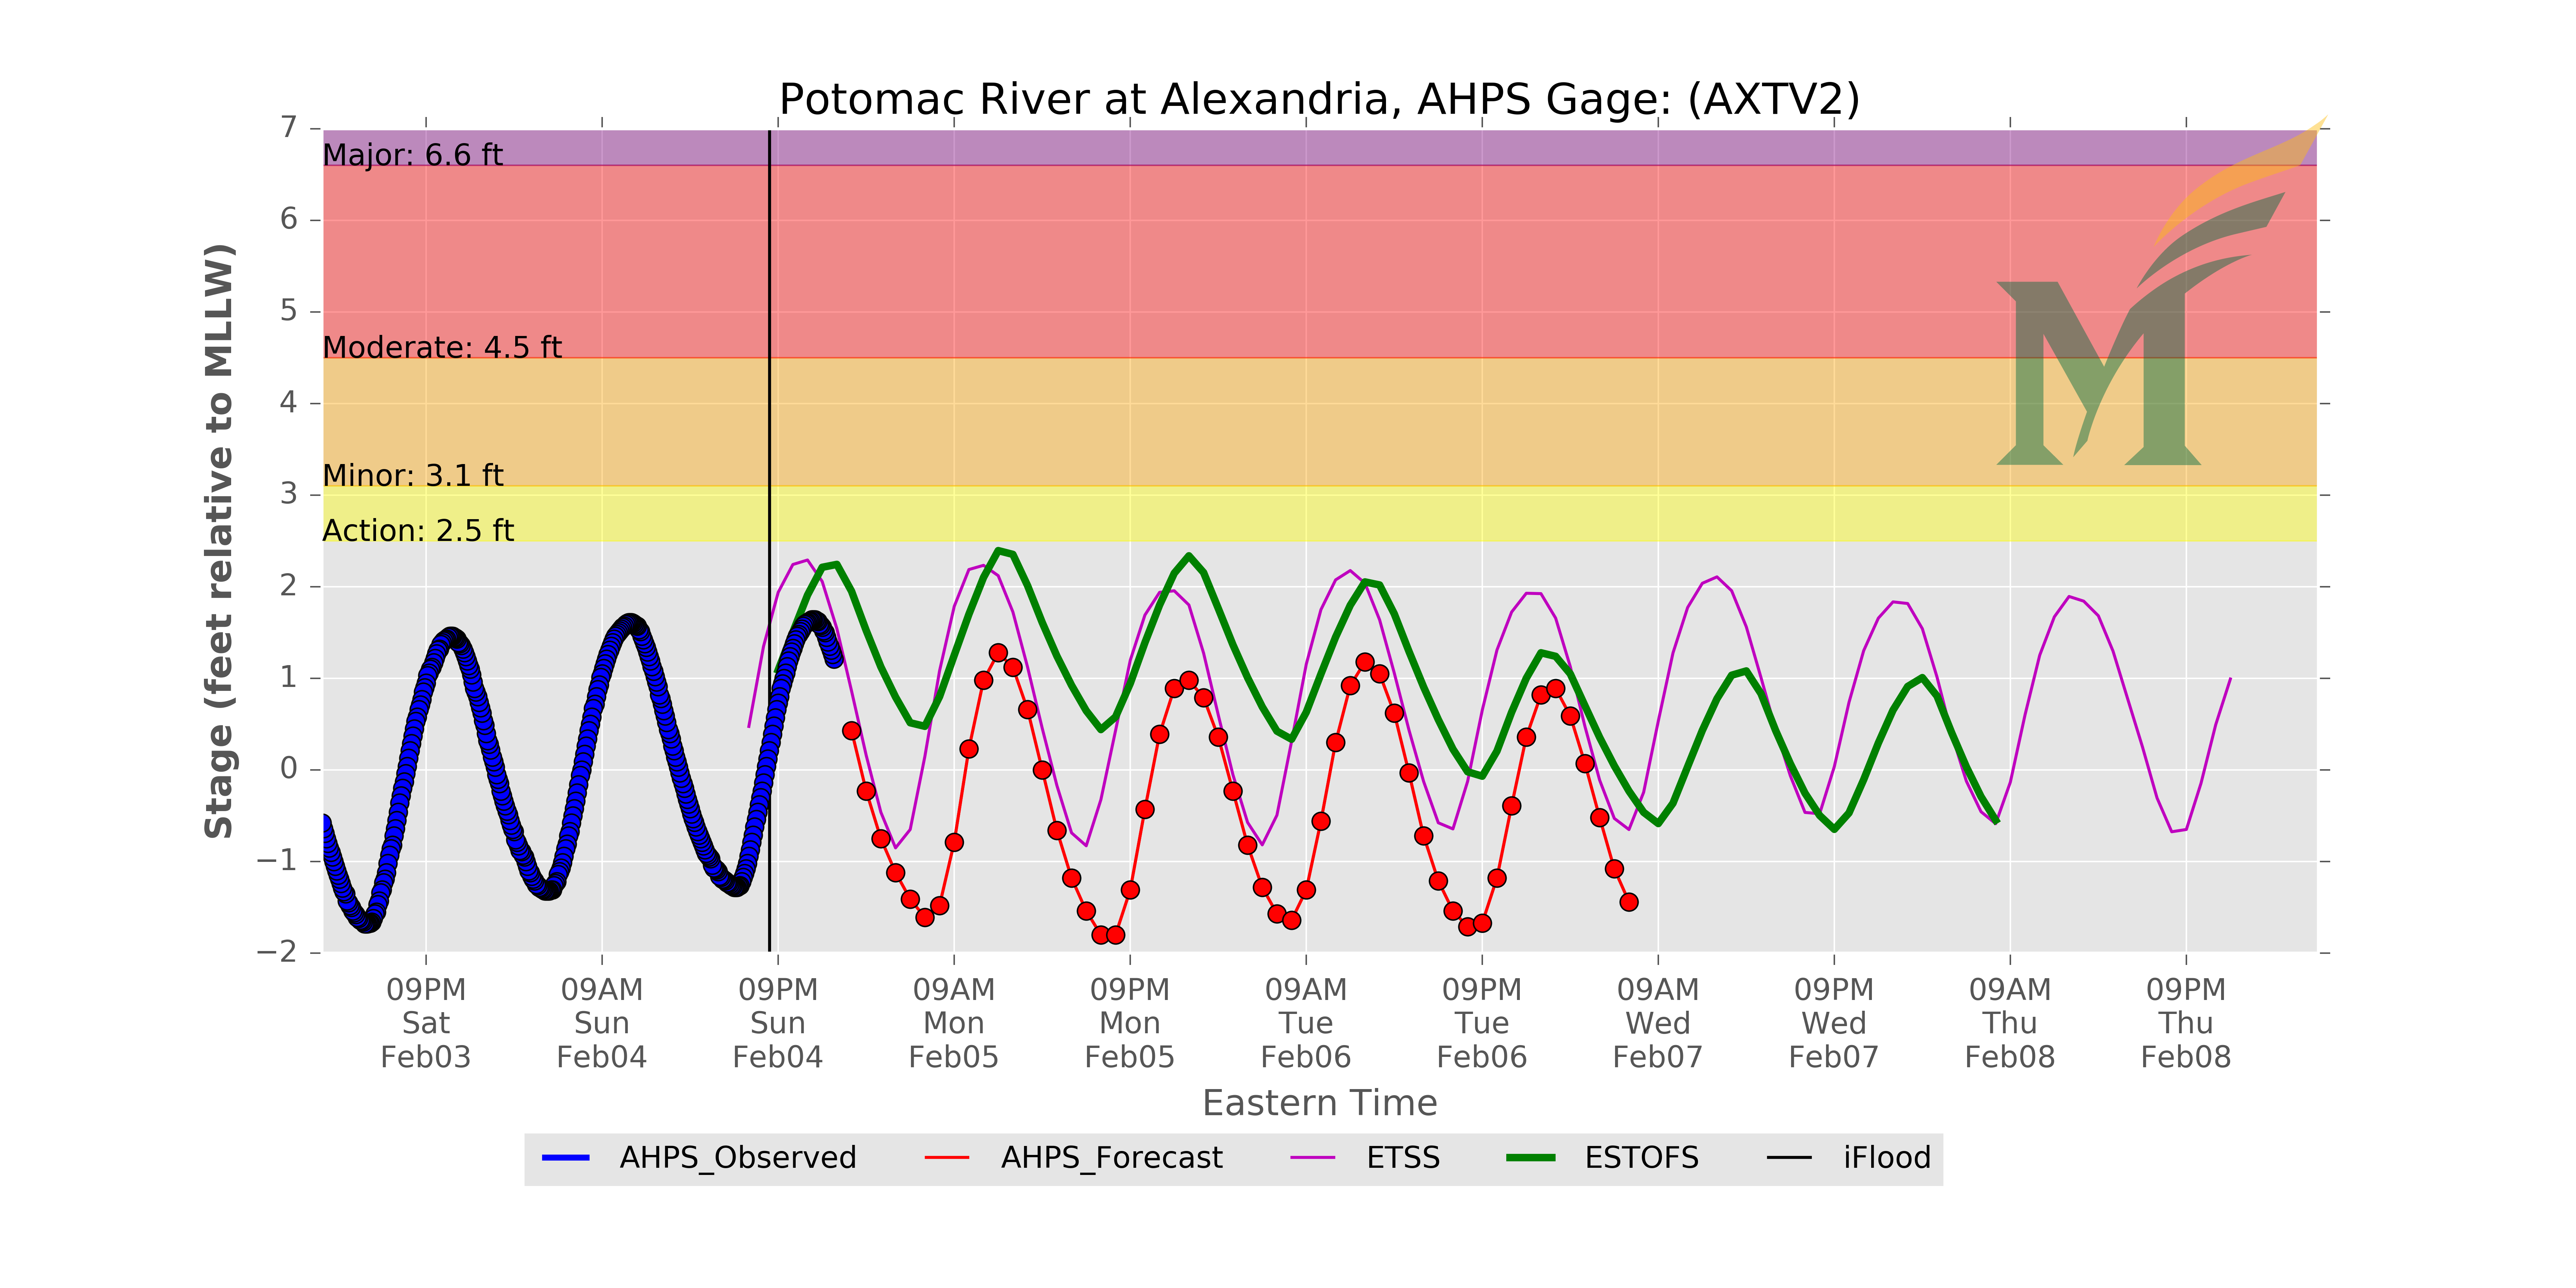 Potomac River at Alexandria, AHPS Gage: (AXTV2)
Stage (feet relative to MLLW)
7
6
5
4
3
2
1
0
−1
−2
Major: 6.6 ft
Moderate: 4.5 ft
Minor: 3.1 ft
Action: 2.5 ft
M
09PM
Sat
Feb03
09AM
Sun
Feb04
09PM
Sun
Feb04
09AM
Mon
Feb05
09PM
Mon
Feb05
09AM
Tue
Feb06
09PM
Tue
Feb06
09AM
Wed
Feb07
09PM
Wed
Feb07
09AM
Thu
Feb08
09PM
Thu
Feb08
Eastern Time
AHPS_Observed
AHPS_Forecast
ETSS
ESTOFS
iFlood